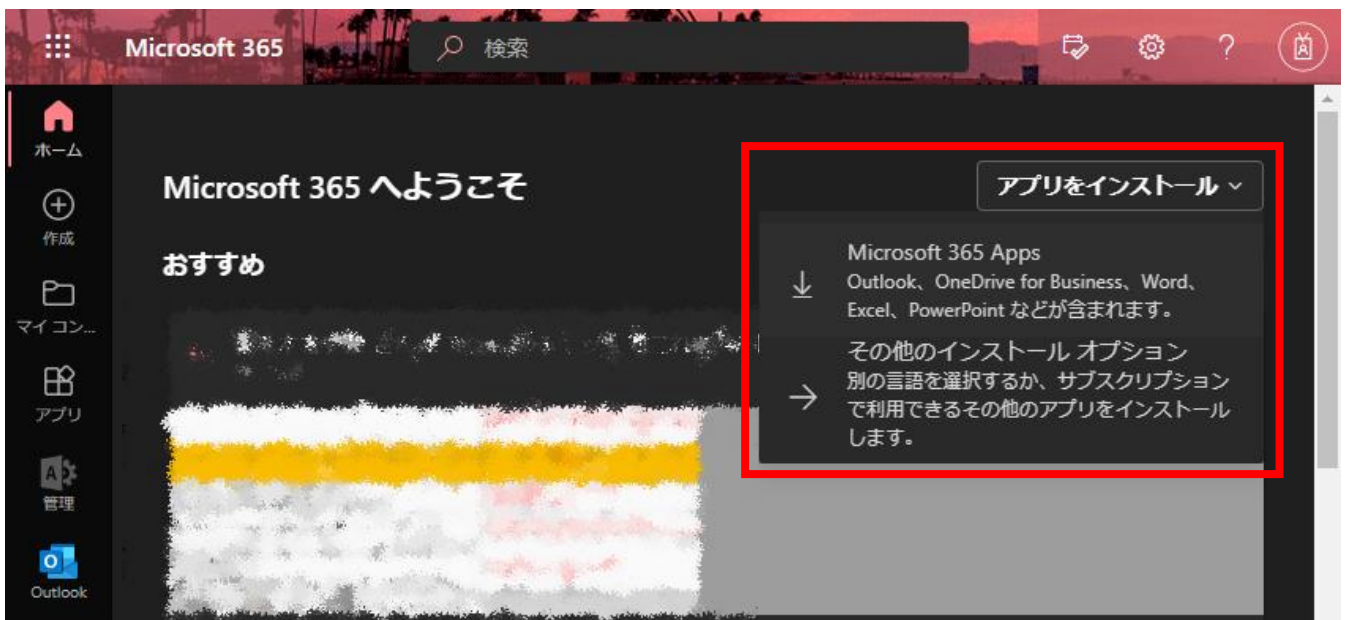 Microsoft 365
検索
?
ホーム
作成
マイ コン...
アプリ
管理
Outlook
Microsoft 365 へようこそ
おすすめ
アプリをインストール
Microsoft 365 Apps
Outlook、OneDrive for Business、Word、
Excel、PowerPoint などが含まれます。
その他のインストール オプション
別の言語を選択するか、サブスクリプション
で利用できるその他のアプリをインストール
します。